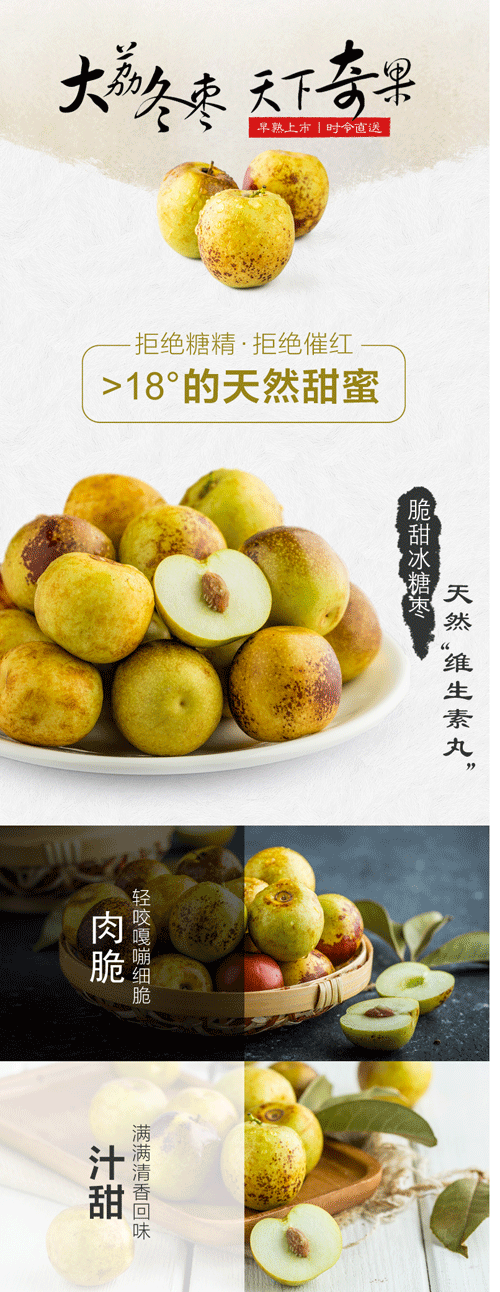 大荔冬枣 天下奇果
早熟上市丨时令直送
拒绝糖精·拒绝催红
>18°的天然甜蜜
脆甜冰糖枣
天然“维生素丸”
轻咬嘎嘣细脆
肉脆
满满清香回味
汁甜